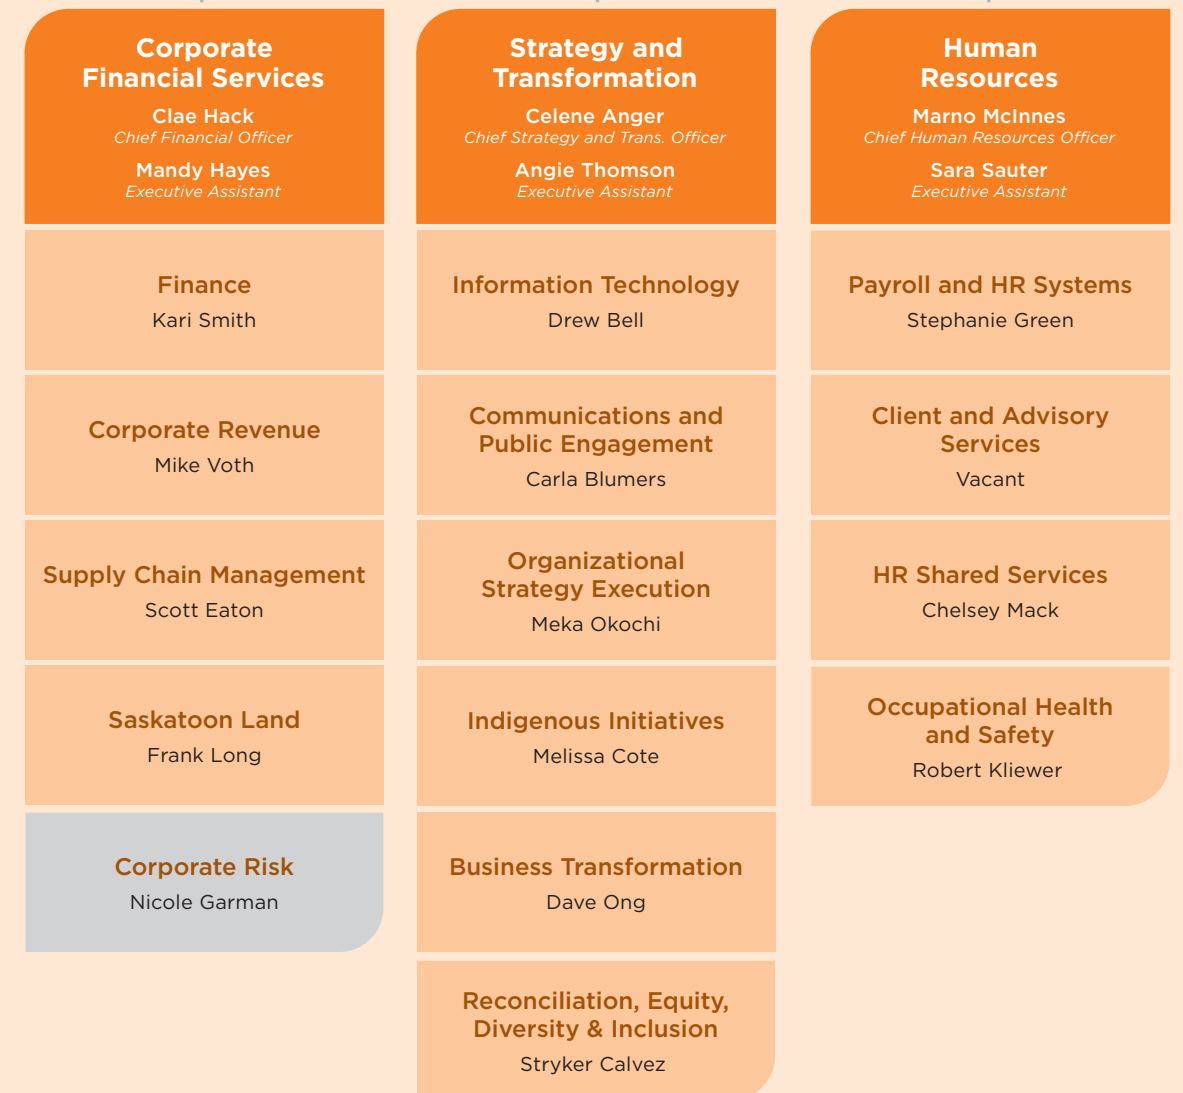 Corporate
Financial Services
Clae Hack
Chief Financial Officer
Mandy Hayes
Executive Assistant
Finance
Kari Smith
Corporate Revenue
Mike Voth
Supply Chain Management
Scott Eaton
Saskatoon Land
Frank Long
Corporate Risk
Nicole Garman
Strategy and
Transformation
Celene Anger
Chief Strategy and Trans. Officer
Angie Thomson
Executive Assistant
Information Technology
Drew Bell
Communications and
Public Engagement
Carla Blumers
Organizational
Strategy Execution
Meka Okochi
Indigenous Initiatives
Melissa Cote
Business Transformation
Dave Ong
Reconciliation, Equity,
Diversity & Inclusion
Stryker Calvez
Human
Resources
Marno McInnes
Chief Human Resources Officer
Sara Sauter
Executive Assistant
Payroll and HR Systems
Stephanie Green
Client and Advisory
Services
Vacant
HR Shared Services
Chelsey Mack
Occupational Health
and Safety
Robert Kliewer